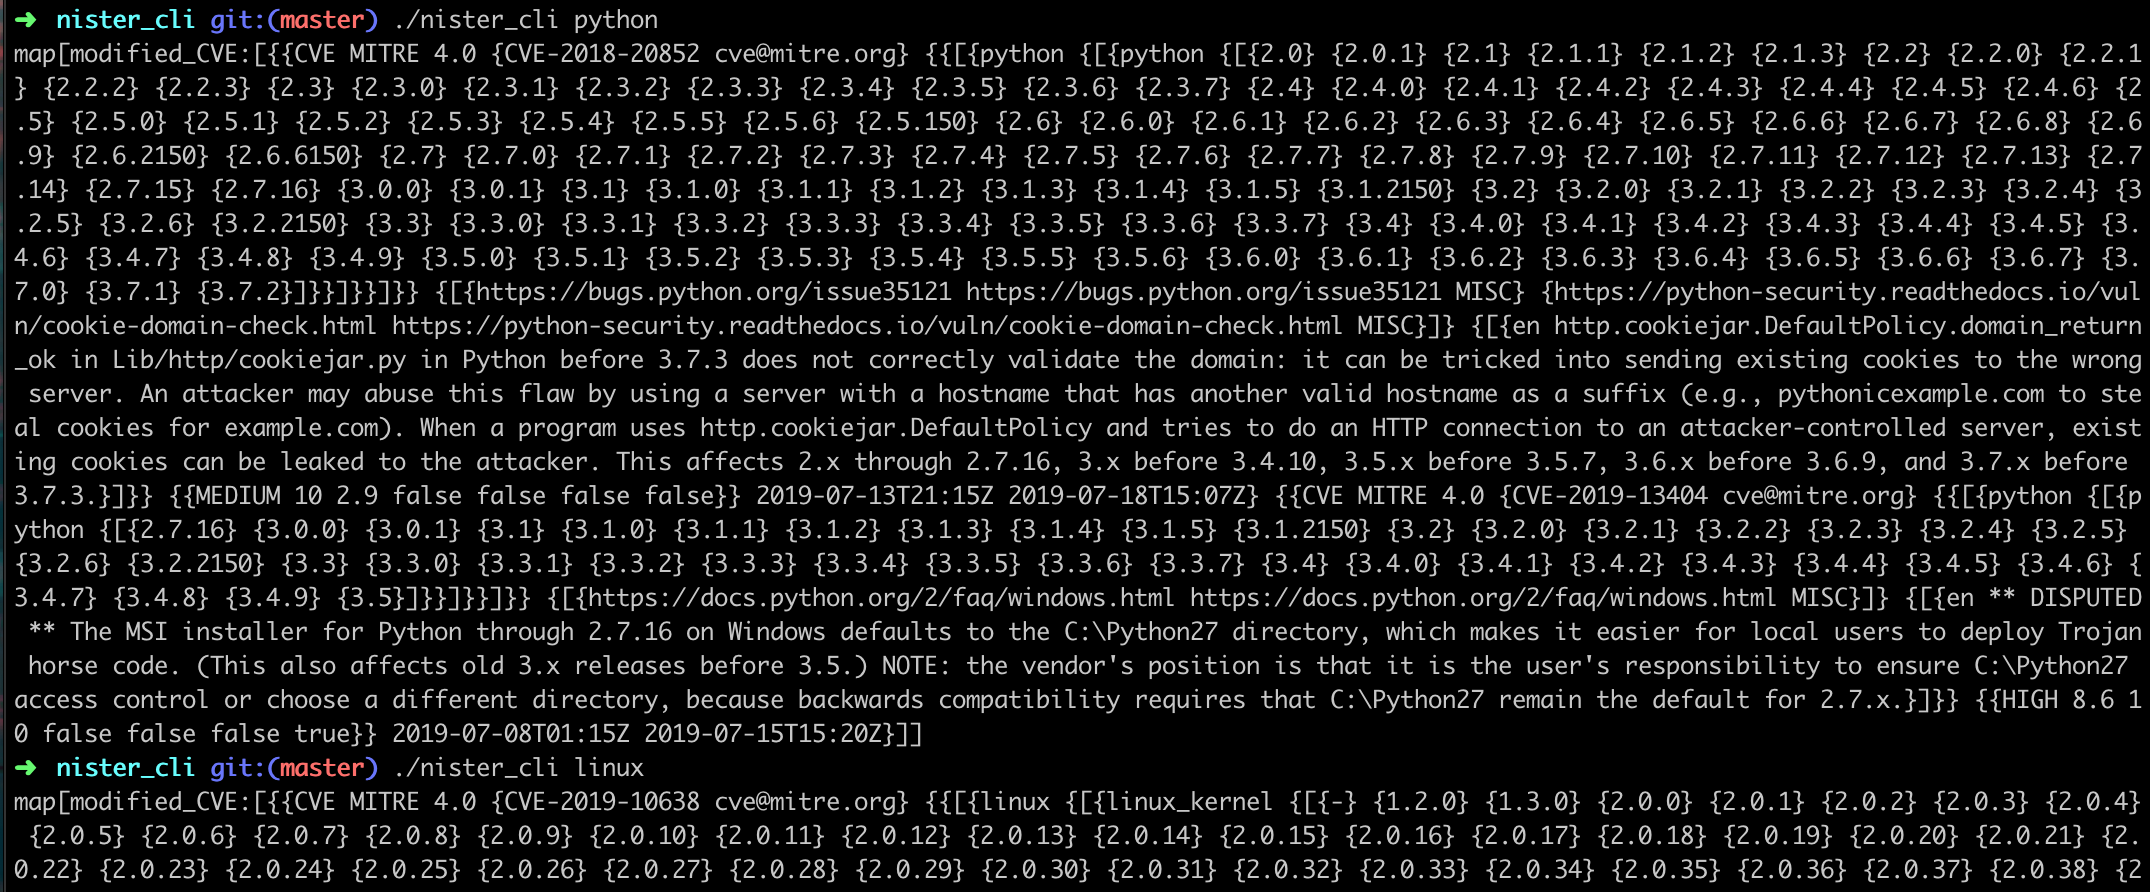 ➜  nister_cli git:(master) ./nister_cli python
map[modified_CVE:[{{CVE MITRE 4.0 {CVE-2018-20852 cve@mitre.org} {{[{python {[{python {[{2.0} {2.0.1} {2.1} {2.1.1} {2.1.2} {2.1.3} {2.2} {2.2.0} {2.2.1
} {2.2.2} {2.2.3} {2.3} {2.3.0} {2.3.1} {2.3.2} {2.3.3} {2.3.4} {2.3.5} {2.3.6} {2.3.7} {2.4} {2.4.0} {2.4.1} {2.4.2} {2.4.3} {2.4.4} {2.4.5} {2.4.6} {2
.5} {2.5.0} {2.5.1} {2.5.2} {2.5.3} {2.5.4} {2.5.5} {2.5.6} {2.5.150} {2.6} {2.6.0} {2.6.1} {2.6.2} {2.6.3} {2.6.4} {2.6.5} {2.6.6} {2.6.7} {2.6.8} {2.6
.9} {2.6.2150} {2.6.6150} {2.7} {2.7.0} {2.7.1} {2.7.2} {2.7.3} {2.7.4} {2.7.5} {2.7.6} {2.7.7} {2.7.8} {2.7.9} {2.7.10} {2.7.11} {2.7.12} {2.7.13} {2.7
.14} {2.7.15} {2.7.16} {3.0.0} {3.0.1} {3.1} {3.1.0} {3.1.1} {3.1.2} {3.1.3} {3.1.4} {3.1.5} {3.1.2150} {3.2} {3.2.0} {3.2.1} {3.2.2} {3.2.3} {3.2.4} {3
.2.5} {3.2.6} {3.2.2150} {3.3} {3.3.0} {3.3.1} {3.3.2} {3.3.3} {3.3.4} {3.3.5} {3.3.6} {3.3.7} {3.4} {3.4.0} {3.4.1} {3.4.2} {3.4.3} {3.4.4} {3.4.5} {3.
4.6} {3.4.7} {3.4.8} {3.4.9} {3.5.0} {3.5.1} {3.5.2} {3.5.3} {3.5.4} {3.5.5} {3.5.6} {3.6.0} {3.6.1} {3.6.2} {3.6.3} {3.6.4} {3.6.5} {3.6.6} {3.6.7} {3.
7.0} {3.7.1} {3.7.2}]}}]}}]}} {[{https://bugs.python.org/issue35121 https://bugs.python.org/issue35121 MISC} {https://python-security.readthedocs.io/vul
n/cookie-domain-check.html https://python-security.readthedocs.io/vuln/cookie-domain-check.html MISC}]} {[{en http.cookiejar.DefaultPolicy.domain_return
_ok in Lib/http/cookiejar.py in Python before 3.7.3 does not correctly validate the domain: it can be tricked into sending existing cookies to the wrong
 server. An attacker may abuse this flaw by using a server with a hostname that has another valid hostname as a suffix (e.g., pythonicexample.com to ste
al cookies for example.com). When a program uses http.cookiejar.DefaultPolicy and tries to do an HTTP connection to an attacker-controlled server, exist
ing cookies can be leaked to the attacker. This affects 2.x through 2.7.16, 3.x before 3.4.10, 3.5.x before 3.5.7, 3.6.x before 3.6.9, and 3.7.x before
3.7.3.}]}} {{MEDIUM 10 2.9 false false false false}} 2019-07-13T21:15Z 2019-07-18T15:07Z} {{CVE MITRE 4.0 {CVE-2019-13404 cve@mitre.org} {{[{python {[{p
ython {[{2.7.16} {3.0.0} {3.0.1} {3.1} {3.1.0} {3.1.1} {3.1.2} {3.1.3} {3.1.4} {3.1.5} {3.1.2150} {3.2} {3.2.0} {3.2.1} {3.2.2} {3.2.3} {3.2.4} {3.2.5}
{3.2.6} {3.2.2150} {3.3} {3.3.0} {3.3.1} {3.3.2} {3.3.3} {3.3.4} {3.3.5} {3.3.6} {3.3.7} {3.4} {3.4.0} {3.4.1} {3.4.2} {3.4.3} {3.4.4} {3.4.5} {3.4.6} {
3.4.7} {3.4.8} {3.4.9} {3.5}]}}]}}]}} {[{https://docs.python.org/2/faq/windows.html https://docs.python.org/2/faq/windows.html MISC}]} {[{en ** DISPUTED
 ** The MSI installer for Python through 2.7.16 on Windows defaults to the C:\Python27 directory, which makes it easier for local users to deploy Trojan
 horse code. (This also affects old 3.x releases before 3.5.) NOTE: the vendor's position is that it is the user's responsibility to ensure C:\Python27
access control or choose a different directory, because backwards compatibility requires that C:\Python27 remain the default for 2.7.x.}]}} {{HIGH 8.6 1
0 false false false true}} 2019-07-08T01:15Z 2019-07-15T15:20Z}]]
➜  nister_cli git:(master) ./nister_cli linux
map[modified_CVE:[{{CVE MITRE 4.0 {CVE-2019-10638 cve@mitre.org} {{[{linux {[{linux_kernel {[{-} {1.2.0} {1.3.0} {2.0.0} {2.0.1} {2.0.2} {2.0.3} {2.0.4}
 {2.0.5} {2.0.6} {2.0.7} {2.0.8} {2.0.9} {2.0.10} {2.0.11} {2.0.12} {2.0.13} {2.0.14} {2.0.15} {2.0.16} {2.0.17} {2.0.18} {2.0.19} {2.0.20} {2.0.21} {2.
0.22} {2.0.23} {2.0.24} {2.0.25} {2.0.26} {2.0.27} {2.0.28} {2.0.29} {2.0.30} {2.0.31} {2.0.32} {2.0.33} {2.0.34} {2.0.35} {2.0.36} {2.0.37} {2.0.38} {2